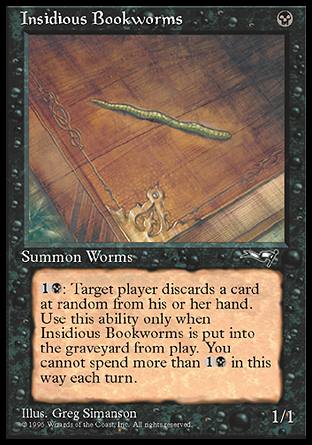 Insidious Bookworms
Summon Worms
1: Target player discards a card
at random from his or her hand.
Use this ability only when
Insidious Bookworms is put into
the graveyard from play. You
cannot spend more than 1 in this
way each turn.
Illus. Greg Simanson
1/1
© 1996 Wizards of the Coast, Inc. All rights reserved.